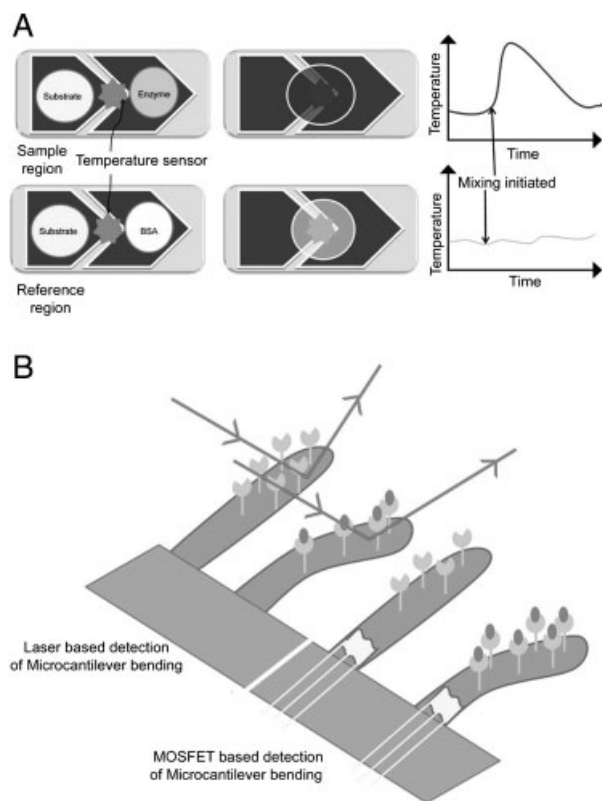 A
Substrate
Enzyme
Sample
region
Temperature sensor
Substrate
BSA
Reference
region
Temperature
Time
Mixing initiated
Temperature
Time
B
Laser based detection
of Microcantilever bending
MOSFET based detection
of Microcantilever bending